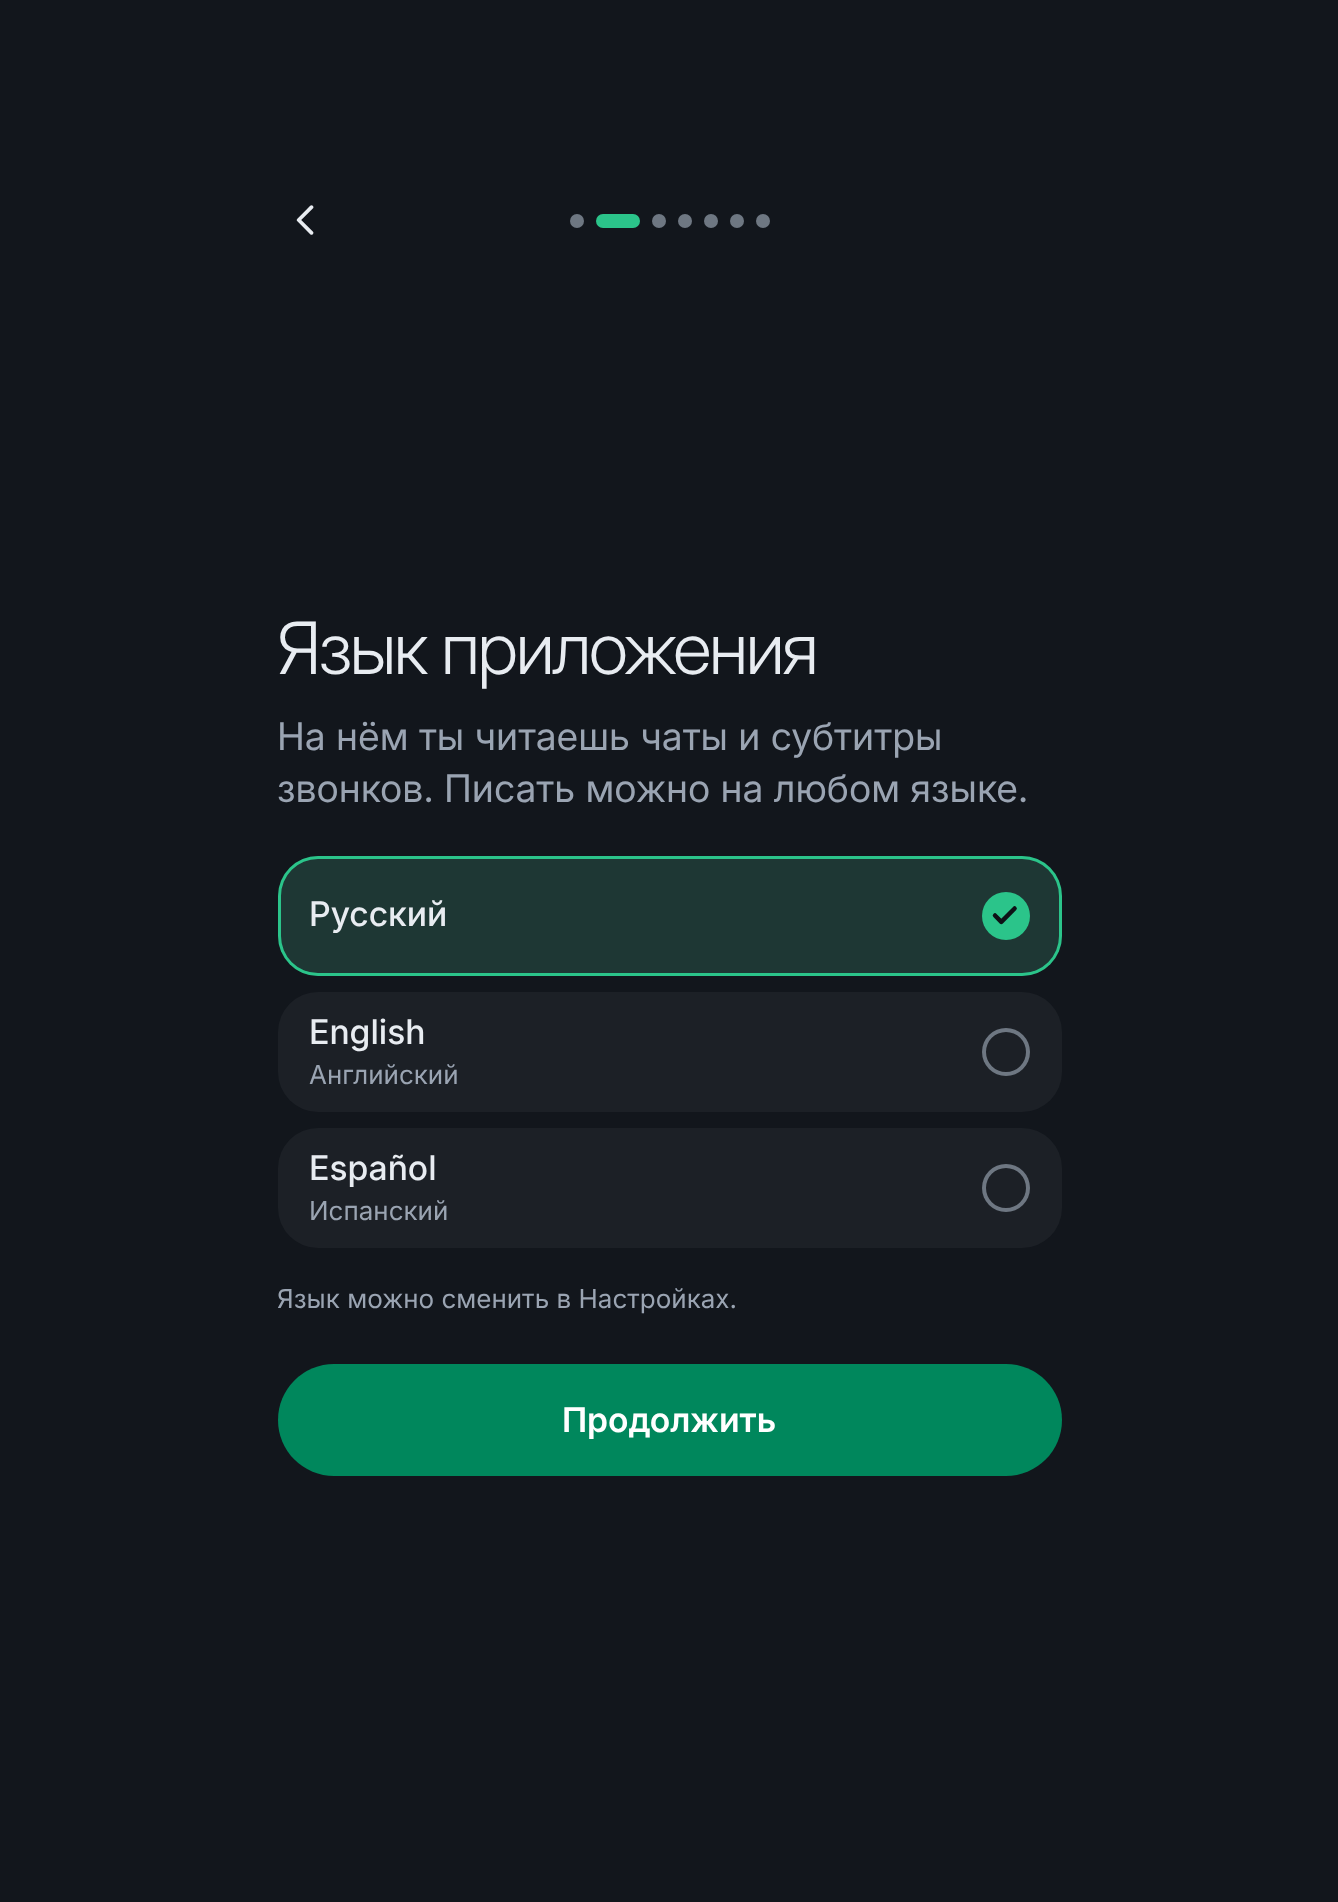 Язык приложения
На нём ты читаешь чаты и субтитры
звонков. Писать можно на любом языке.
Русский
English
Английский
Español
Испанский
Язык можно сменить в Настройках.
Продолжить